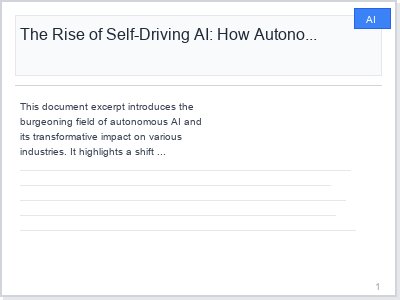 AI
The Rise of Self-Driving AI: How Autono...
This document excerpt introduces the
burgeoning field of autonomous AI and
its transformative impact on various
industries. It highlights a shift ...
1